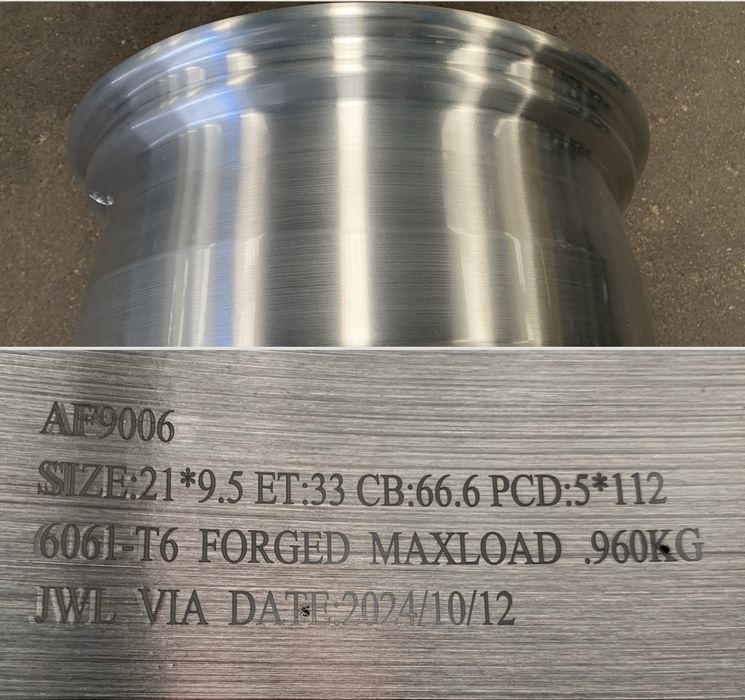 AF9006
SIZE:21*9.5 ET:33 CB:66.6 PCD:5*112
6061-T6 FORGED MAXLOAD .960KG
JWL VIA DATE:2024/10/12